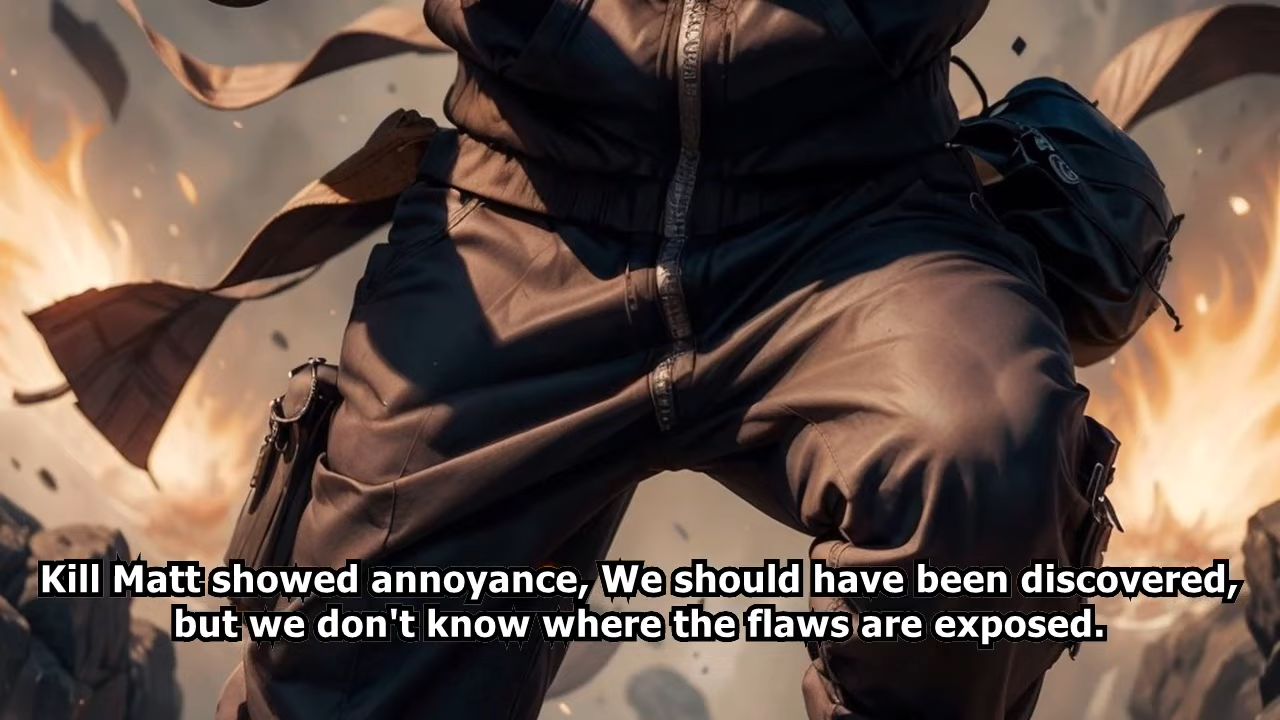 Kill Matt showed annoyance, We should have been discovered,
but we don't know where the flaws are exposed.